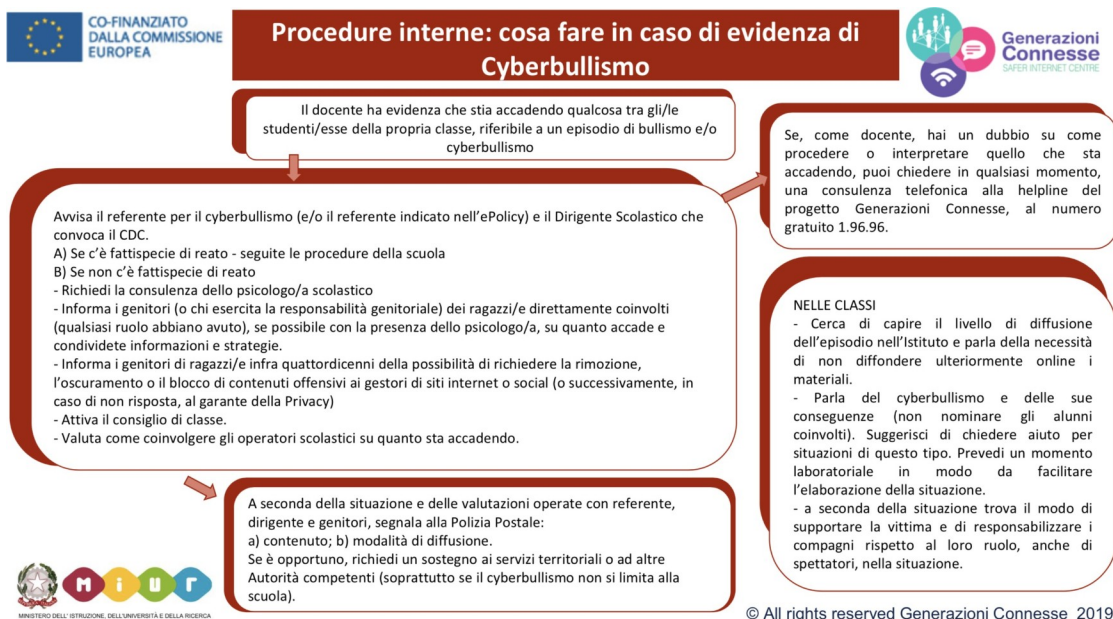 CO-FINANZIATO
DALLA COMMISSIONE
EUROPEA
Procedure interne: cosa fare in caso di evidenza di
Cyberbullismo
Generazioni
Connesse
SAFER INTERNET CENTRE
Il docente ha evidenza che stia accadendo qualcosa tra gli/le
studenti/esse della propria classe, riferibile a un episodio di bullismo e/o
cyberbullismo
Se, come docente, hai un dubbio su come
procedere o interpretare quello che sta
accadendo, puoi chiedere in qualsiasi momento,
una consulenza telefonica alla helpline del
progetto Generazioni Connesse, al numero
gratuito 1.96.96.
Avvisa il referente per il cyberbullismo (e/o il referente indicato nell'ePolicy) e il Dirigente Scolastico che
convoca il CDC.
A) Se c'è fattispecie di reato - seguite le procedure della scuola
B) Se non c'è fattispecie di reato
- Richiedi la consulenza dello psicologo/a scolastico
- Informa i genitori (o chi esercita la responsabilità genitoriale) dei ragazzi/e direttamente coinvolti
(qualsiasi ruolo abbiano avuto), se possibile con la presenza dello psicologo/a, su quanto accade e
condividete informazioni e strategie.
- Informa i genitori di ragazzi/e infra quattordicenni della possibilità di richiedere la rimozione,
l'oscuramento o il blocco di contenuti offensivi ai gestori di siti internet o social (o successivamente, in
caso di non risposta, al garante della Privacy)
- Attiva il consiglio di classe.
- Valuta come coinvolgere gli operatori scolastici su quanto sta accadendo.
NELLE CLASSI
- Cerca di capire il livello di diffusione
dell'episodio nell'Istituto e parla della necessità
di non diffondere ulteriormente online i
materiali.
- Parla del cyberbullismo e delle sue
conseguenze (non nominare gli alunni
coinvolti). Suggerisci di chiedere aiuto per
situazioni di questo tipo. Prevedi un momento
laboratoriale in modo da facilitare
l'elaborazione della situazione.
- a seconda della situazione trova il modo di
supportare la vittima e di responsabilizzare i
compagni rispetto al loro ruolo, anche di
spettatori, nella situazione.
A seconda della situazione e delle valutazioni operate con referente,
dirigente e genitori, segnala alla Polizia Postale:
a) contenuto; b) modalità di diffusione.
Se è opportuno, richiedi un sostegno ai servizi territoriali o ad altre
Autorità competenti (soprattutto se il cyberbullismo non si limita alla
scuola).
miur
MINISTERO DELL' ISTRUZIONE, DELL'UNIVERSITÀ E DELLA RICERCA
© All rights reserved Generazioni Connesse 2019